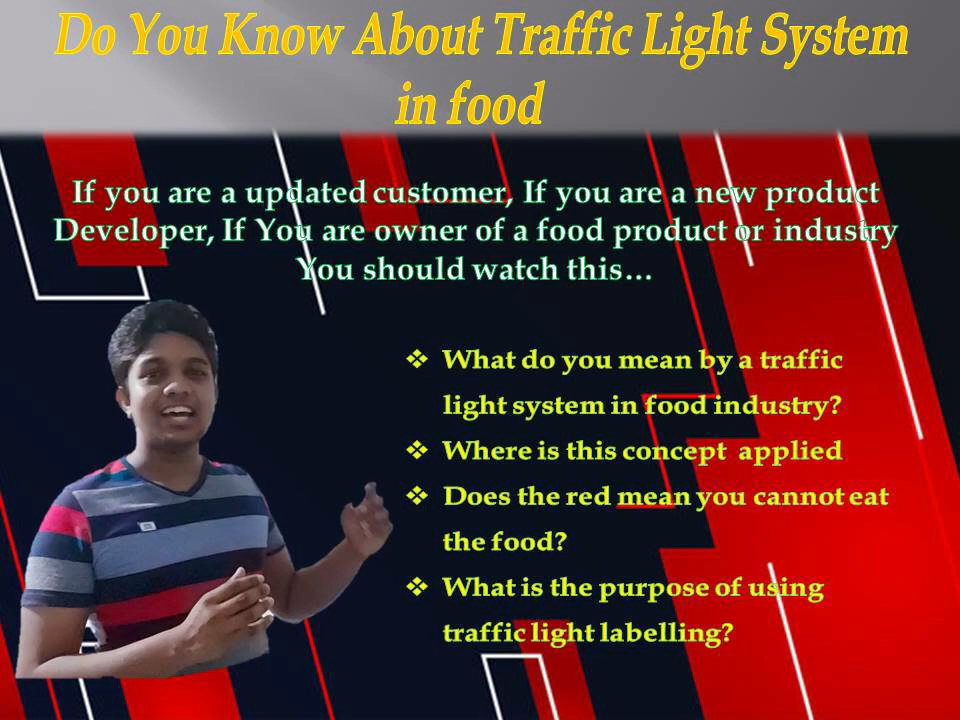 Do You Know About Traffic Light System
in food
If you are a updated customer, If you are a new product
Developer, If You are owner of a food product or industry
You should watch this…
❖ What do you mean by a traffic
light system in food industry?
❖ Where is this concept applied
❖ Does the red mean you cannot eat
the food?
❖ What is the purpose of using
traffic light labelling?